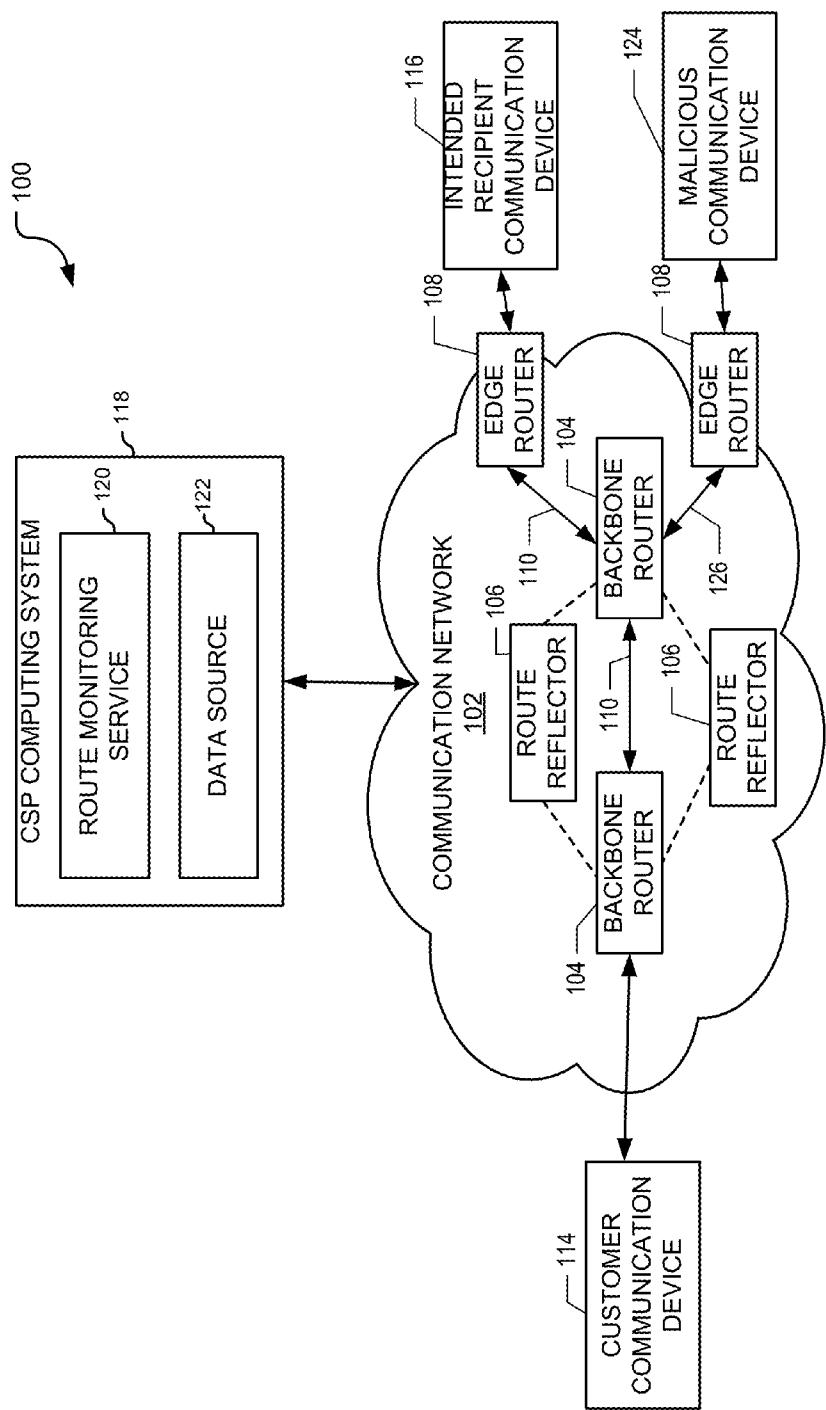 100
CSP COMPUTING SYSTEM
118
ROUTE MONITORING
SERVICE
120
DATA SOURCE
122
COMMUNICATION NETWORK
102
114
CUSTOMER
COMMUNICATION
DEVICE
104
BACKBONE
ROUTER
106
ROUTE
REFLECTOR
110
106
ROUTE
REFLECTOR
104
BACKBONE
ROUTER
110
126
108
EDGE
ROUTER
108
EDGE
ROUTER
116
INTENDED
RECIPIENT
COMMUNICATION
DEVICE
124
MALICIOUS
COMMUNICATION
DEVICE